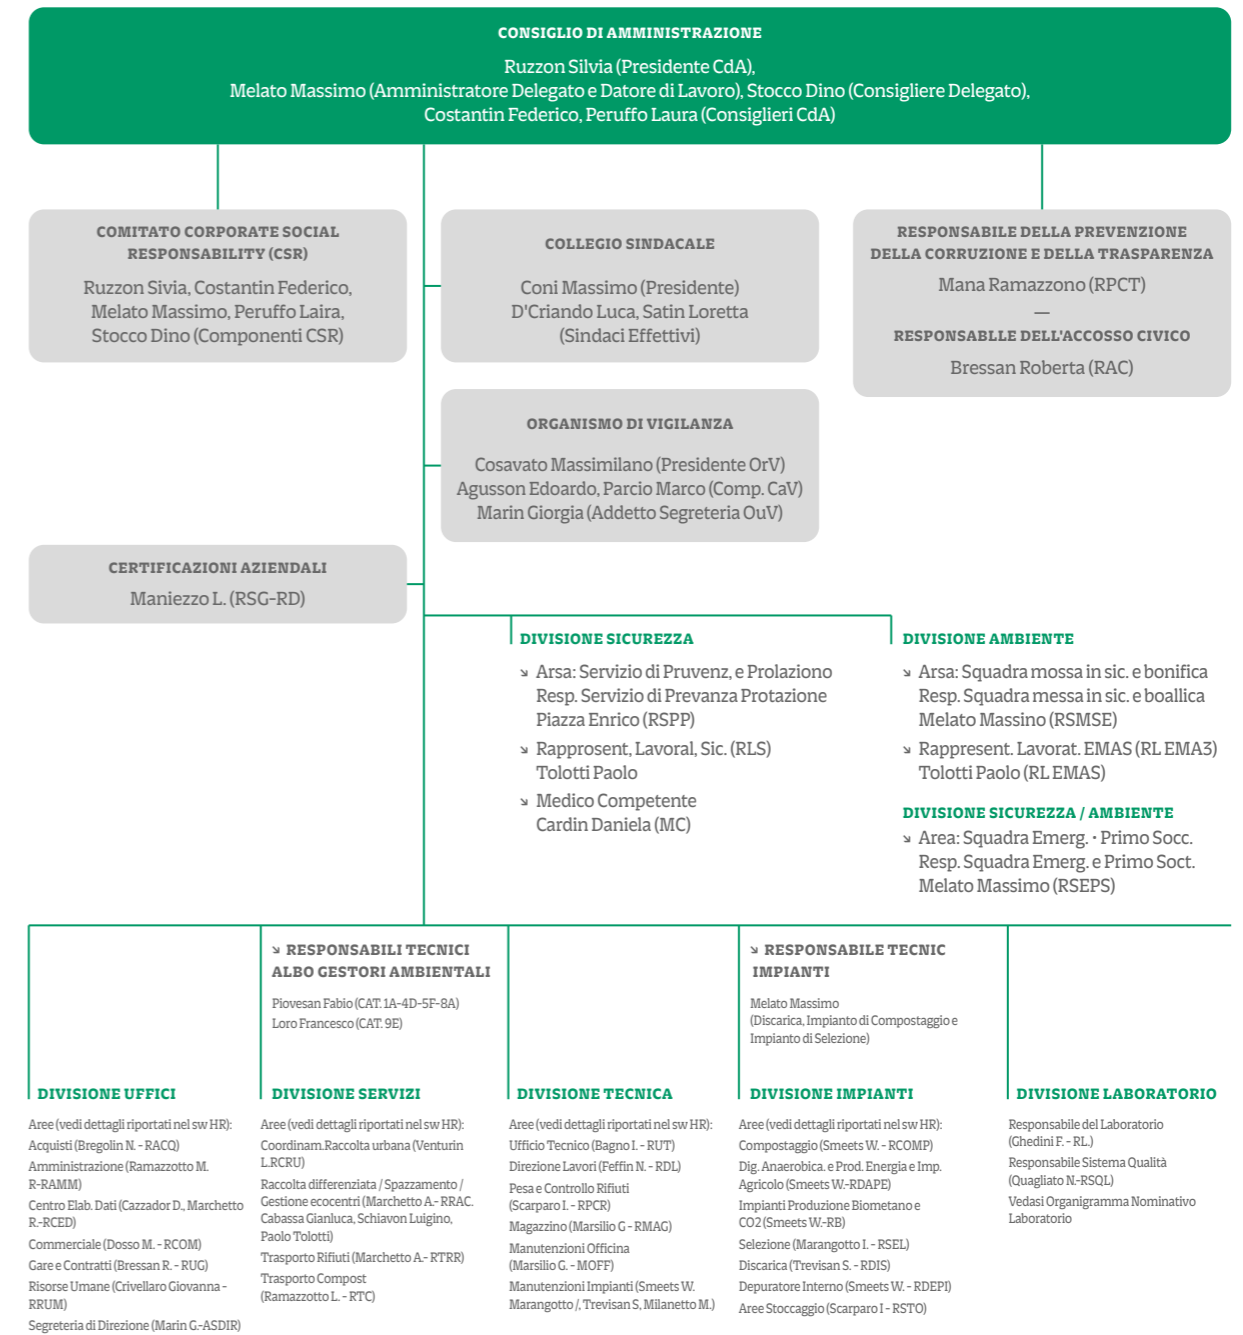 CONSIGLIO DI AMMINISTRAZIONE
Ruzzon Silvia (Presidente CdA),
Melato Massimo (Amministratore Delegato e Datore di Lavoro), Stocco Dino (Consigliere Delegato),
Costantin Federico, Peruffo Laura (Consiglieri CdA)
COMITATO CORPORATE SOCIAL
RESPONSABILITY (CSR)
Ruzzon Sivia, Costantin Federico,
Melato Massimo, Peruffo Laira,
Stocco Dino (Componenti CSR)
COLLEGIO SINDACALE
Coni Massimo (Presidente)
D'Criando Luca, Satin Loretta
(Sindaci Effettivi)
RESPONSABILE DELLA PREVENZIONE
DELLA CORRUZIONE E DELLA TRASPARENZA
Mana Ramazzono (RPCT)
—
RESPONSABLLE DELL'ACCOSSO CIVICO
Bressan Roberta (RAC)
ORGANISMO DI VIGILANZA
Cosavato Massimilano (Presidente OrV)
Agusson Edoardo, Parcio Marco (Comp. CaV)
Marin Giorgia (Addetto Segreteria OuV)
CERTIFICAZIONI AZIENDALI
Maniezzo L. (RSG-RD)
DIVISIONE SICUREZZA
↘ Arsa: Servizio di Pruvenz, e Prolaziono
Resp. Servizio di Prevanza Protazione
Piazza Enrico (RSPP)
↘ Rapprosent, Lavoral, Sic. (RLS)
Tolotti Paolo
↘ Medico Competente
Cardin Daniela (MC)
DIVISIONE AMBIENTE
↘ Arsa: Squadra mossa in sic. e bonifica
Resp. Squadra messa in sic. e boallica
Melato Massino (RSMSE)
↘ Rappresent. Lavorat. EMAS (RL EMA3)
Tolotti Paolo (RL EMAS)
DIVISIONE SICUREZZA / AMBIENTE
↘ Area: Squadra Emerg. · Primo Socc.
Resp. Squadra Emerg. e Primo Soct.
Melato Massimo (RSEPS)
↘ RESPONSABILI TECNICI
ALBO GESTORI AMBIENTALI
Piovesan Fabio (CAT. 1A-4D-5F-8A)
Loro Francesco (CAT. 9E)
↘ RESPONSABILE TECNIC
IMPIANTI
Melato Massimo
(Discarica, Impianto di Compostaggio e
Impianto di Selezione)
DIVISIONE UFFICI
Aree (vedi dettagli riportati nel sw HR):
Acquisti (Bregolin N. - RACQ)
Amministrazione (Ramazzotto M.
R-RAMM)
Centro Elab. Dati (Cazzador D., Marchetto
R.-RCED)
Commerciale (Dosso M. - RCOM)
Gare e Contratti (Bressan R. - RUG)
Risorse Umane (Crivellaro Giovanna -
RRUM)
Segreteria di Direzione (Marin G.-ASDIR)
DIVISIONE SERVIZI
Aree (vedi dettagli riportati nel sw HR):
Coordinam.Raccolta urbana (Venturin
L.RCRU)
Raccolta differenziata / Spazzamento /
Gestione ecocentri (Marchetto A.- RRAC.
Cabassa Gianluca, Schiavon Luigino,
Paolo Tolotti)
Trasporto Rifiuti (Marchetto A.- RTRR)
Trasporto Compost
(Ramazzotto L. - RTC)
DIVISIONE TECNICA
Aree (vedi dettagli riportati nel sw HR):
Ufficio Tecnico (Bagno I. - RUT)
Direzione Lavori (Feffin N. - RDL)
Pesa e Controllo Rifiuti
(Scarparo I. - RPCR)
Magazzino (Marsilio G - RMAG)
Manutenzioni Officina
(Marsilio G. - MOFF)
Manutenzioni Impianti (Smeets W.
Marangotto /, Trevisan S, Milanetto M.)
DIVISIONE IMPIANTI
Aree (vedi dettagli riportati nel sw HR):
Compostaggio (Smeets W. - RCOMP)
Dig. Anaerobica. e Prod. Energia e Imp.
Agricolo (Smeets W.-RDAPE)
Impianti Produzione Biometano e
CO2 (Smeets W.-RB)
Selezione (Marangotto I. - RSEL)
Discarica (Trevisan S. - RDIS)
Depuratore Interno (Smeets W. - RDEPI)
Aree Stoccaggio (Scarparo I - RSTO)
DIVISIONE LABORATORIO
Responsabile del Laboratorio
(Ghedini F. - RL.)
Responsabile Sistema Qualità
(Quagliato N.-RSQL)
Vedasi Organigramma Nominativo
Laboratorio